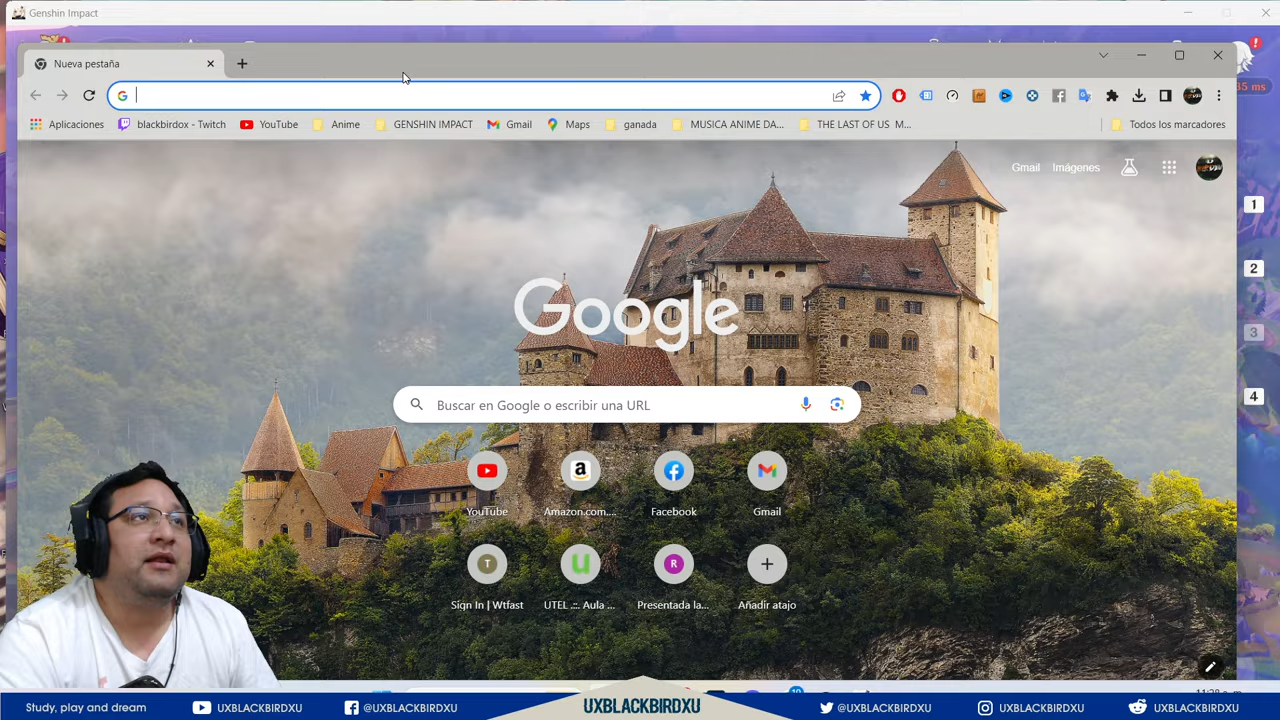 Genshin Impact
Nueva pestaña
35 ms
Aplicaciones blackbirdox - Twitch YouTube Anime GENSHIN IMPACT Gmail Maps ganada MUSICA ANIME DA... THE LAST OF US M... Todos los marcadores
Gmail Imágenes
1
2
3
4
Google
Buscar en Google o escribir una URL
YouTube Amazon.com.... Facebook Gmail
T U R
Sign In | Wtfast UTEL .::. Aula ... Presentada la... Añadir atajo
Study, play and dream UXBLACKBIRDXU @UXBLACKBIRDXU UXBLACKBIRDXU @UXBLACKBIRDXU UXBLACKBIRDXU @UXBLACKBIRDXU